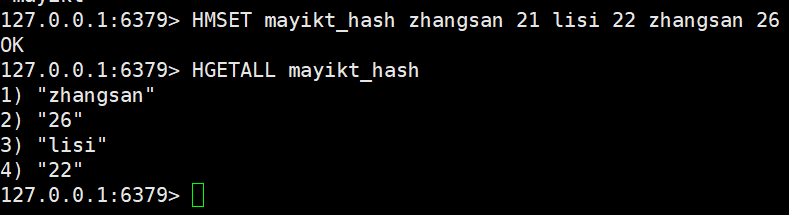 127.0.0.1:6379> HMSET mayikt_hash zhangsan 21 lisi 22 zhangsan 26
OK
127.0.0.1:6379> HGETALL mayikt_hash
1) "zhangsan"
2) "26"
3) "lisi"
4) "22"
127.0.0.1:6379>